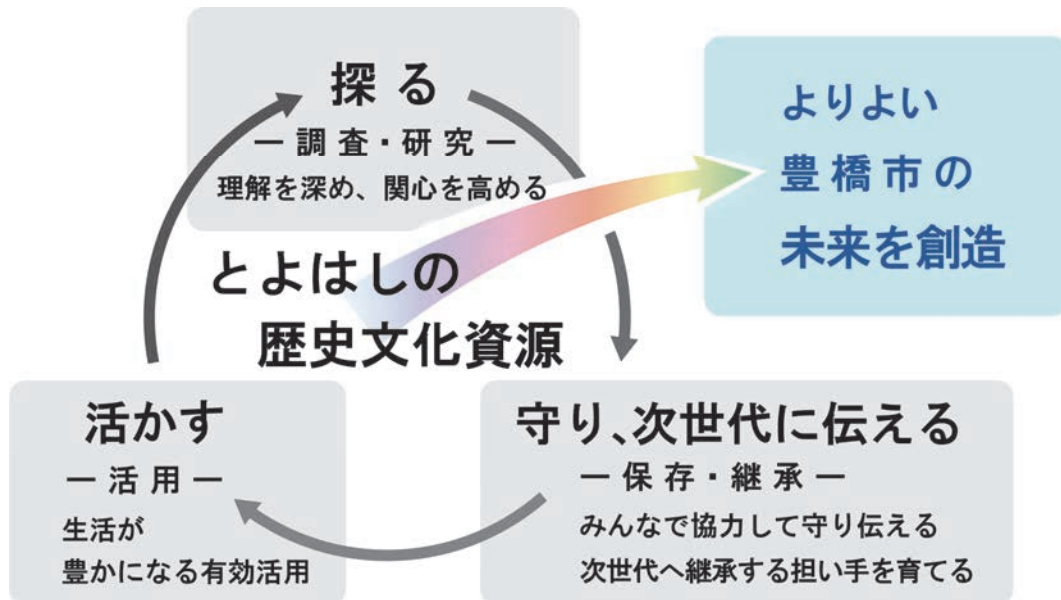 探る
ー調査・研究ー
理解を深め、関心を高める
よりよい
豊橋市の
未来を創造
とよはしの
歴史文化資源
活かす
ー活用ー
生活が
豊かになる有効活用
守り、次世代に伝える
ー保存・継承ー
みんなで協力して守り伝える
次世代へ継承する担い手を育てる